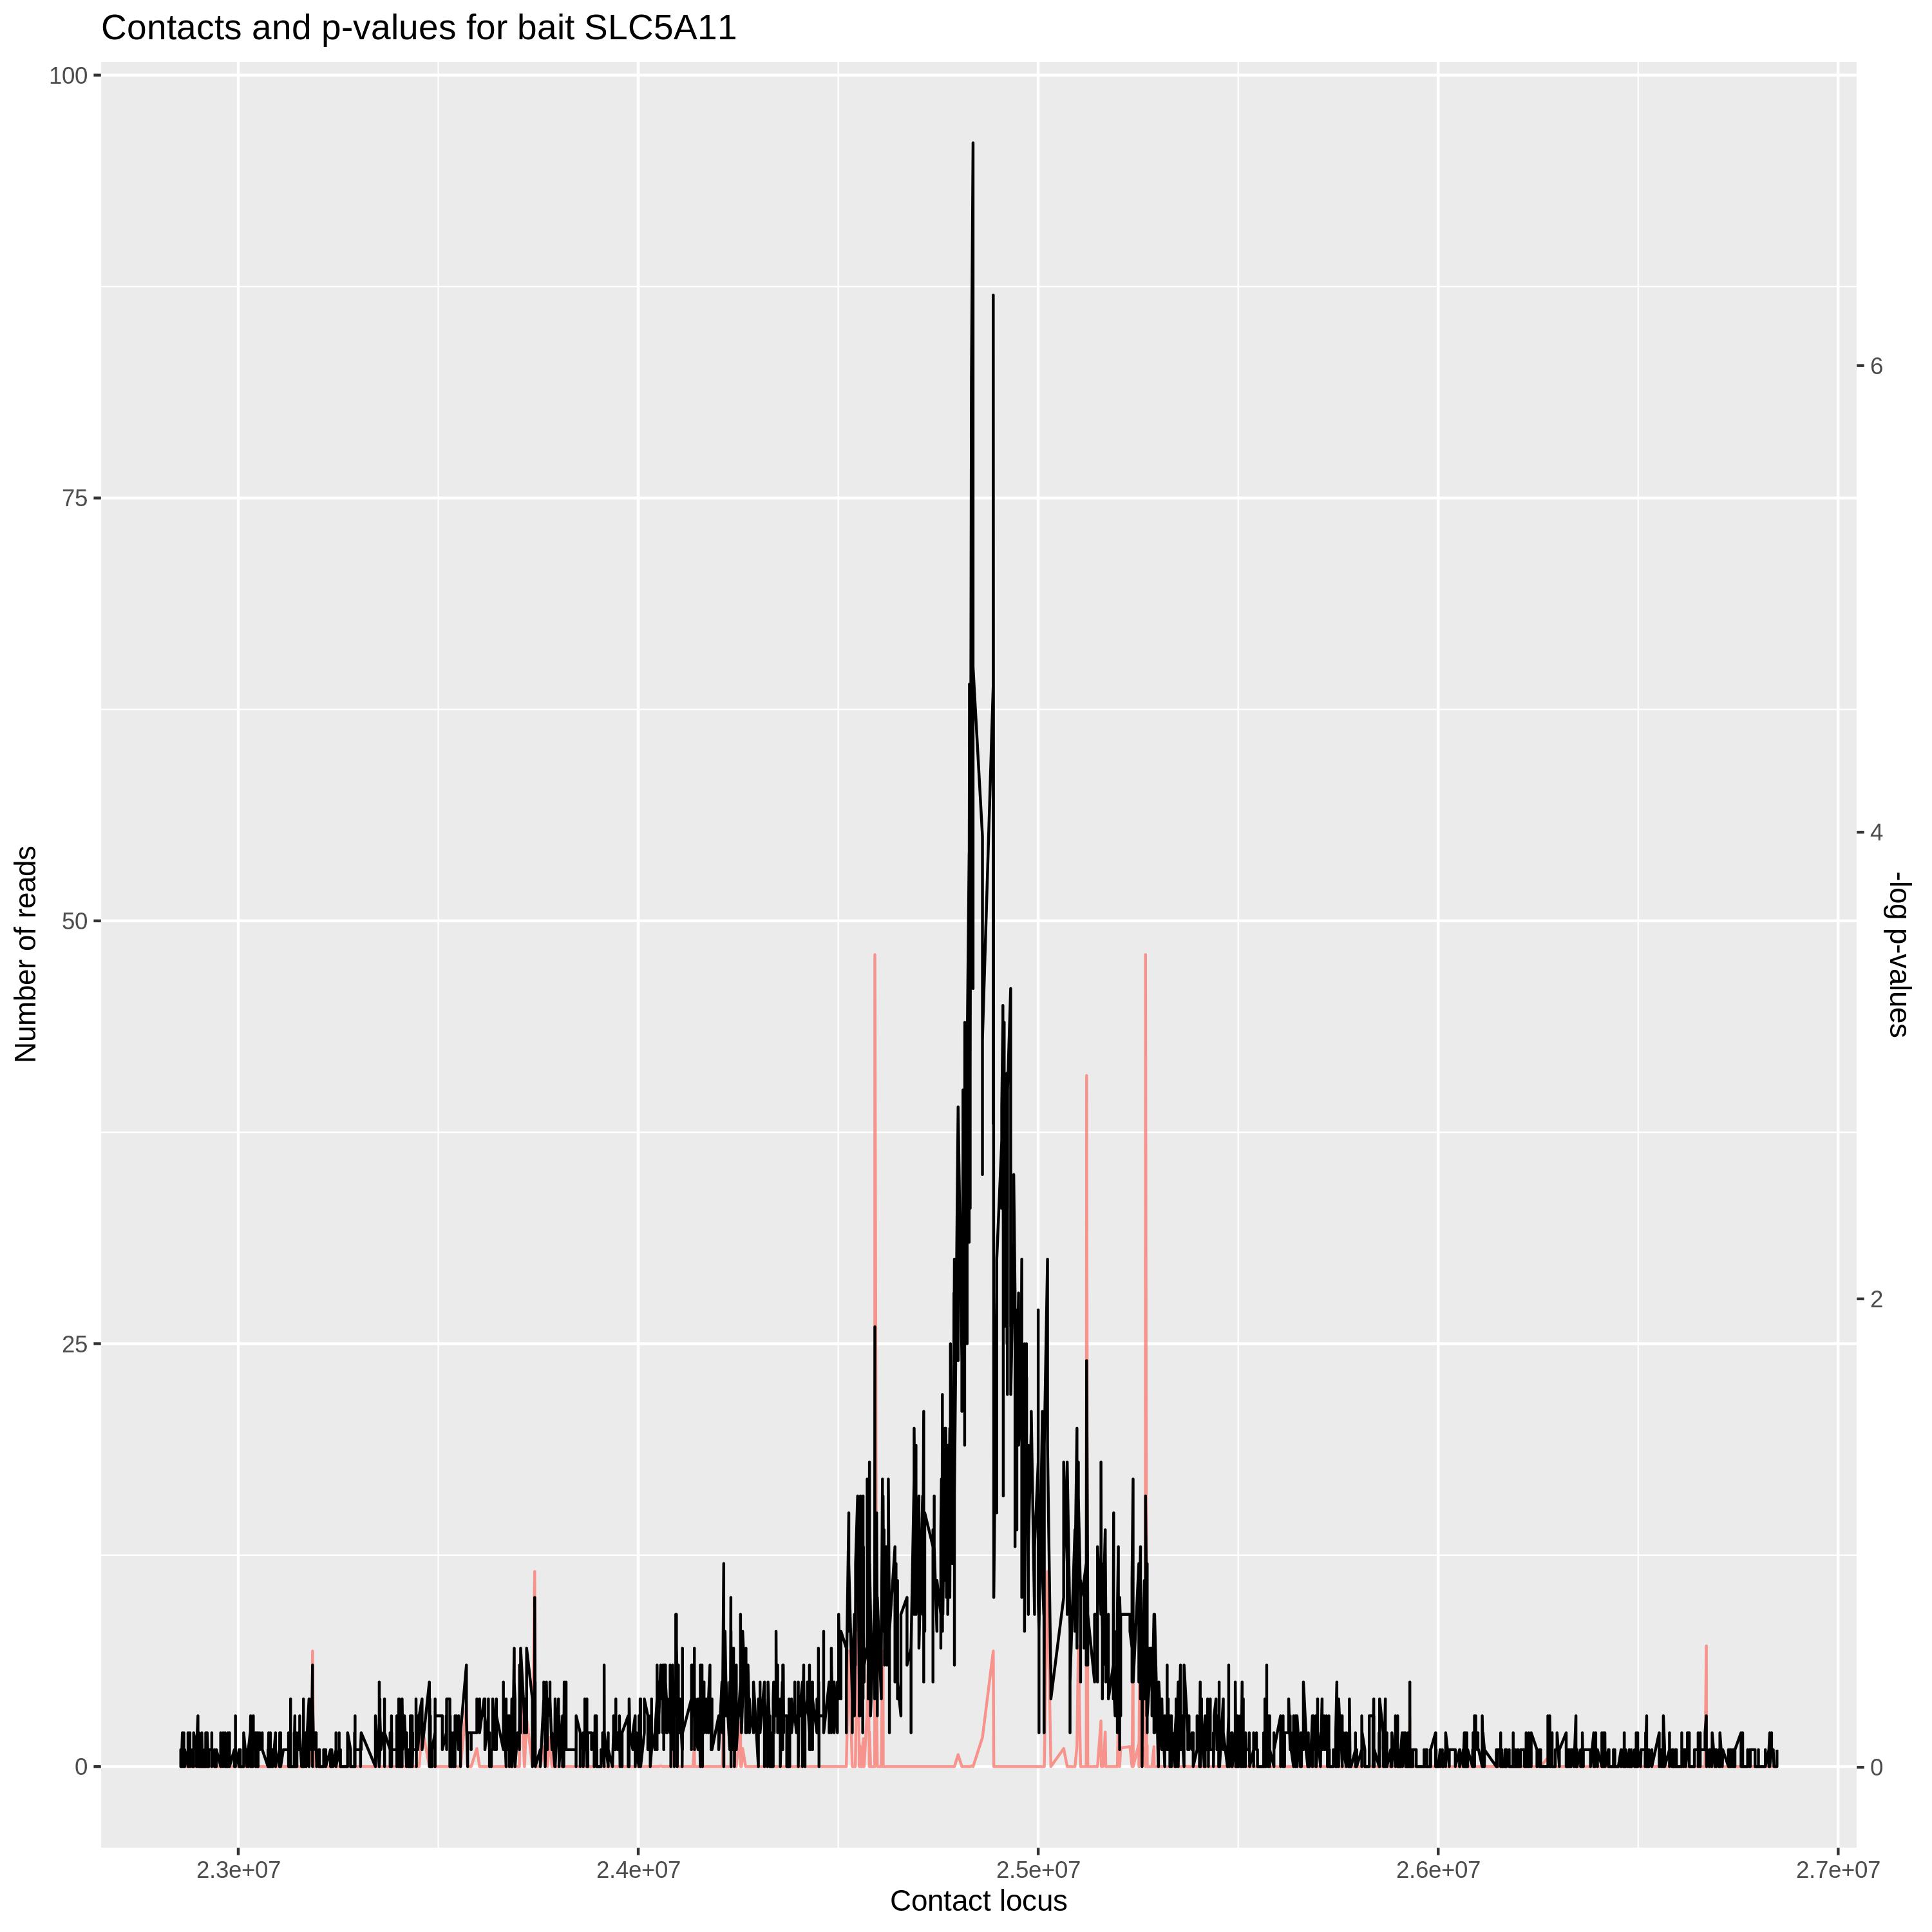 Contacts and p-values for bait SLC5A11
100
75
50
25
0
Number of reads
6
4
2
0
-log p-values
2.3e+07
2.4e+07
2.5e+07
2.6e+07
2.7e+07
Contact locus